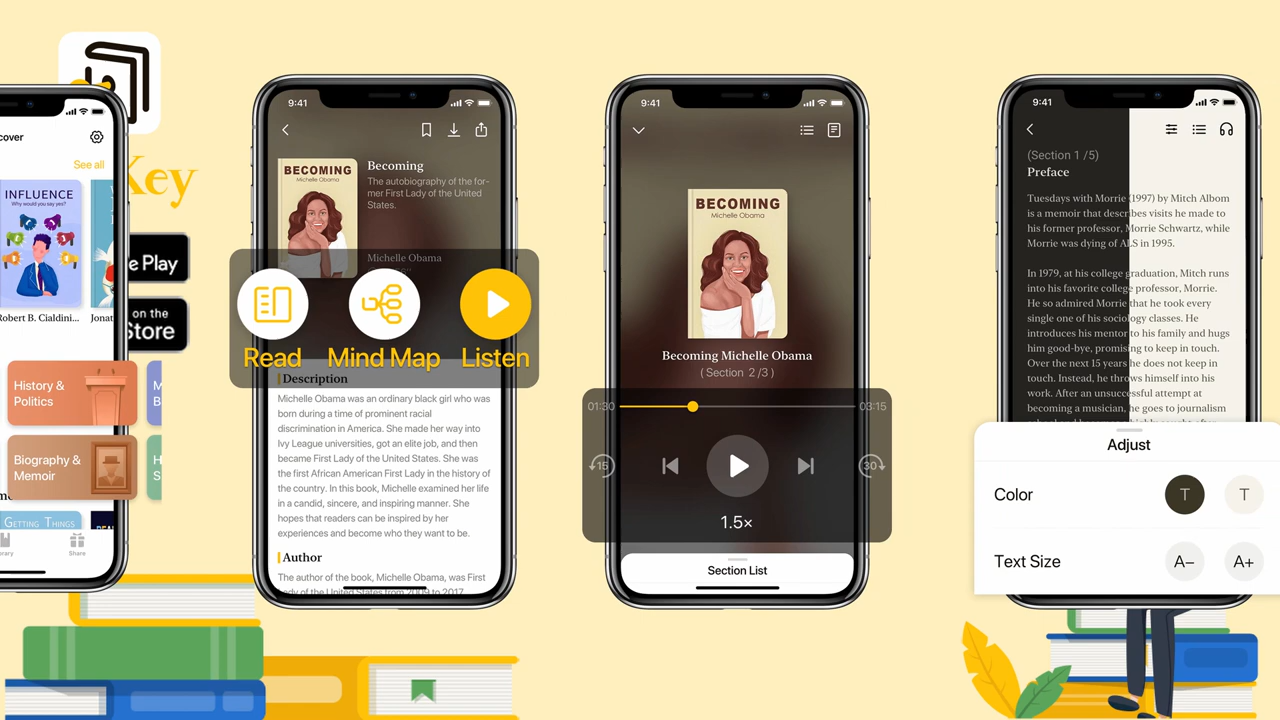 Key
e Play
on the
Store
cover
See all
INFLUENCE
Why would you say yes?
Robert B. Cialdini...
Jonat
History &
Politics
M
B
Biography &
Memoir
H
S
GETTING THINGS
Share
9:41
BECOMING
Michelle Obama
Becoming
The autobiography of the for-
mer First Lady of the United
States.
Michelle Obama
Read
Mind Map
Listen
Description
Michelle Obama was an ordinary black girl who was
born during a time of prominent racial
discrimination in America. She made her way into
Ivy League universities, got an elite job, and then
became First Lady of the United States. She was
the first African American First Lady in the history of
the country. In this book, Michelle examined her life
in a candid, sincere, and inspiring manner. She
hopes that readers can be inspired by her
experiences and become who they want to be.
Author
The author of the book, Michelle Obama, was First
Lady of the United States from 2009 to 2017.
9:41
BECOMING
Michelle Obama
Becoming Michelle Obama
( Section 2 /3 )
01:30
03:15
15
30
1.5×
Section List
9:41
(Section 1 /5)
Preface
Tuesdays with Morrie (1997) by Mitch Albom
is a memoir that describes visits he made to
his former professor, Morrie Schwartz, while
Morrie was dying of ALS in 1995.
In 1979, at his college graduation, Mitch runs
into his favorite college professor, Morrie.
He so admired Morrie that he took every
single one of his sociology classes. He
introduces his mentor to his family and hugs
him good-bye, promising to keep in touch.
Over the next 15 years he does not keep in
touch. Instead, he throws himself into his
work. After an unsuccessful attempt at
becoming a musician, he goes to journalism
Adjust
Color
T
T
Text Size
A−
A+